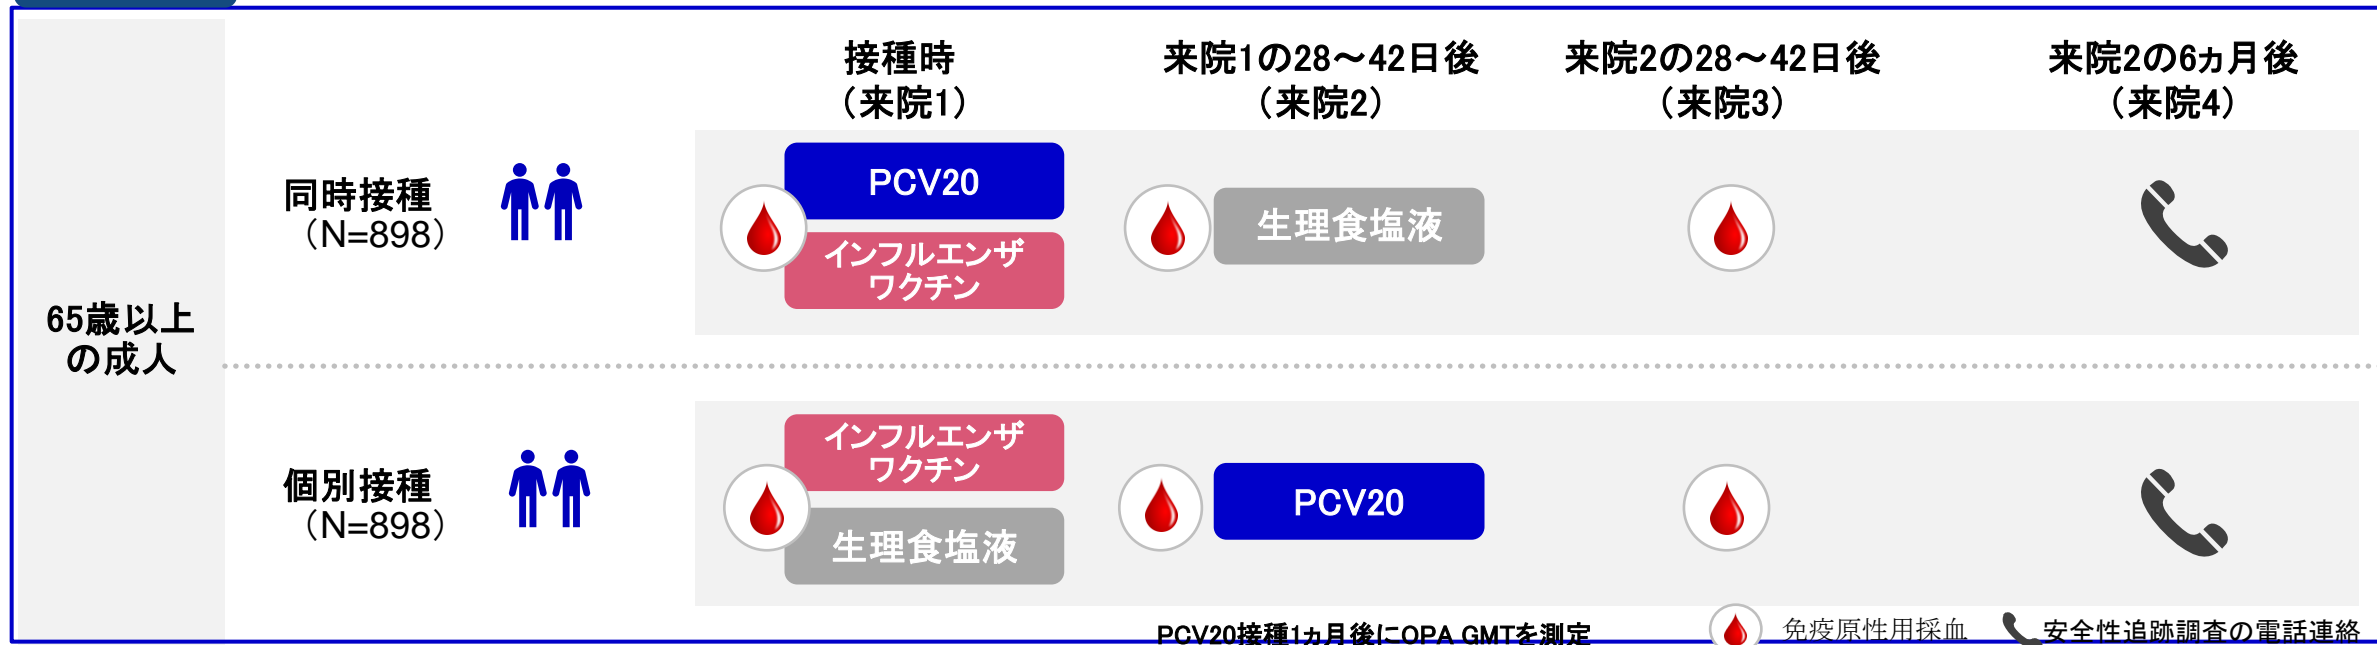 接種時
（来院1）
来院1の28～42日後
（来院2）
来院2の28～42日後
（来院3）
来院2の6ヵ月後
（来院4）
65歳以上
の成人
同時接種
（N=898）
PCV20
インフルエンザ
ワクチン
生理食塩液
個別接種
（N=898）
インフルエンザ
ワクチン
生理食塩液
PCV20
PCV20接種1ヵ月後にOPA GMTを測定
免疫原性用採血
安全性追跡調査の電話連絡